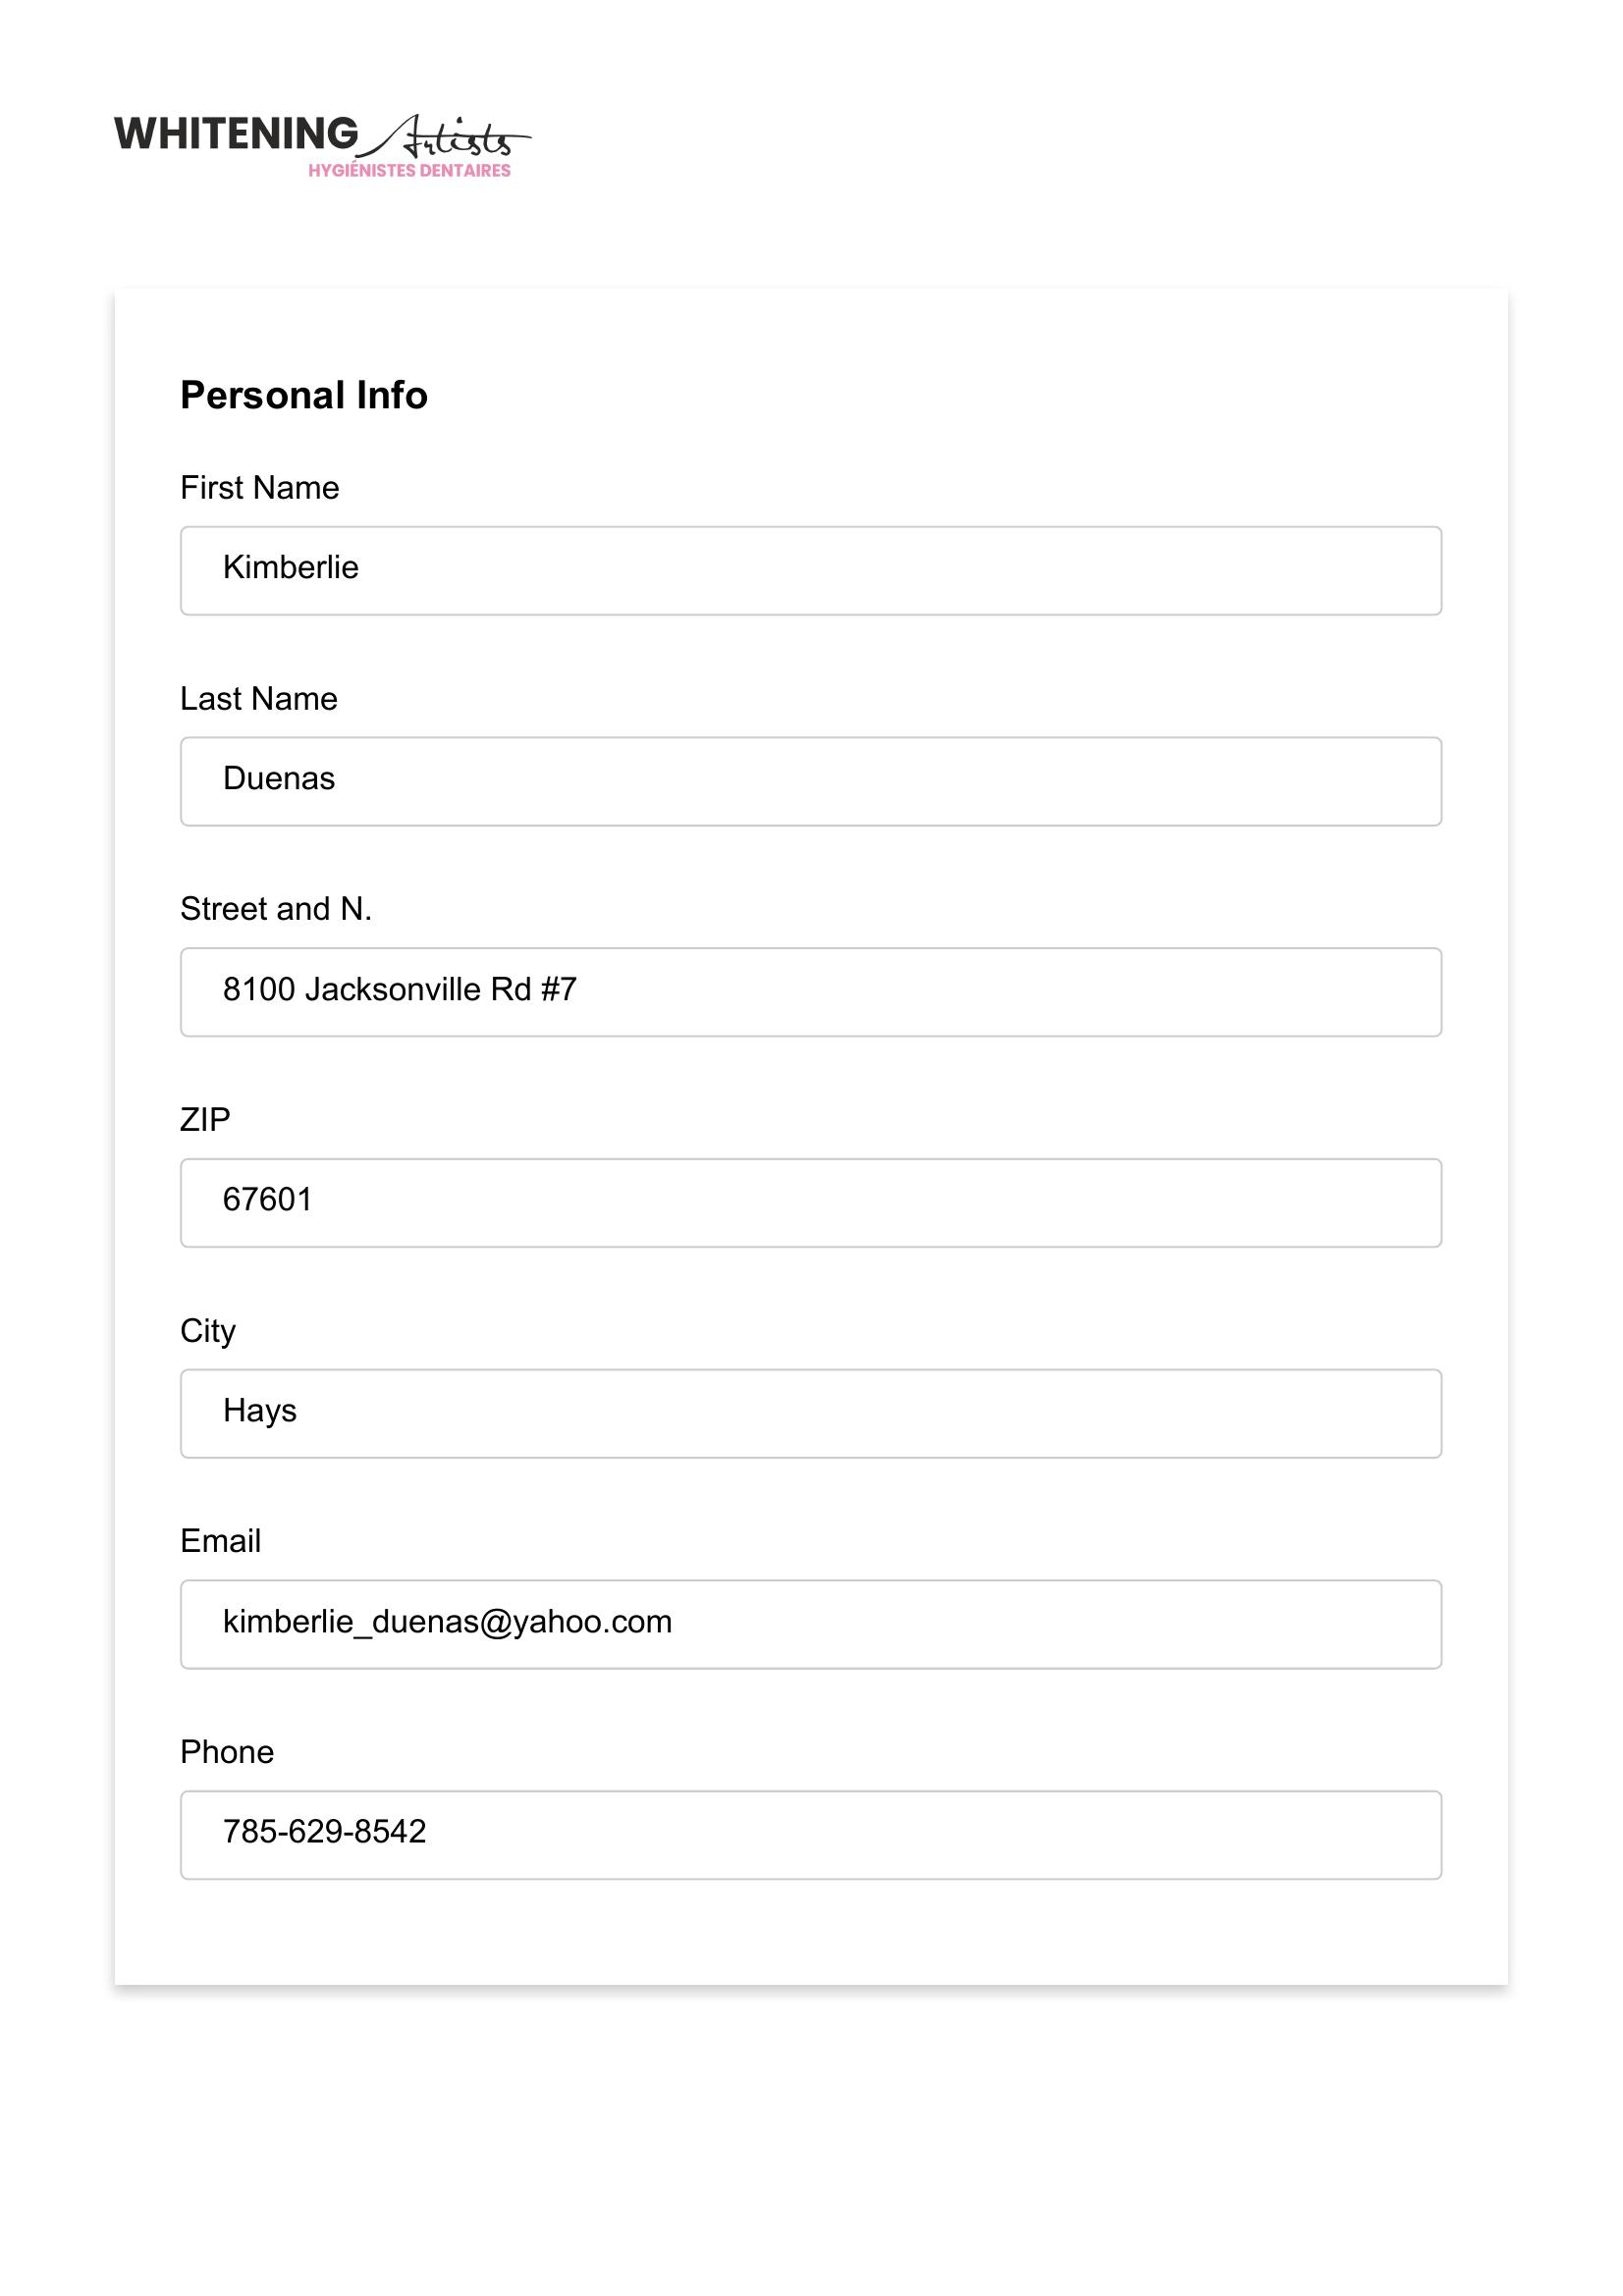 WHITENING Artists
HYGIÉNISTES DENTAIRES
Personal Info
First Name
Kimberlie
Last Name
Duenas
Street and N.
8100 Jacksonville Rd #7
ZIP
67601
City
Hays
Email
kimberlie_duenas@yahoo.com
Phone
785-629-8542